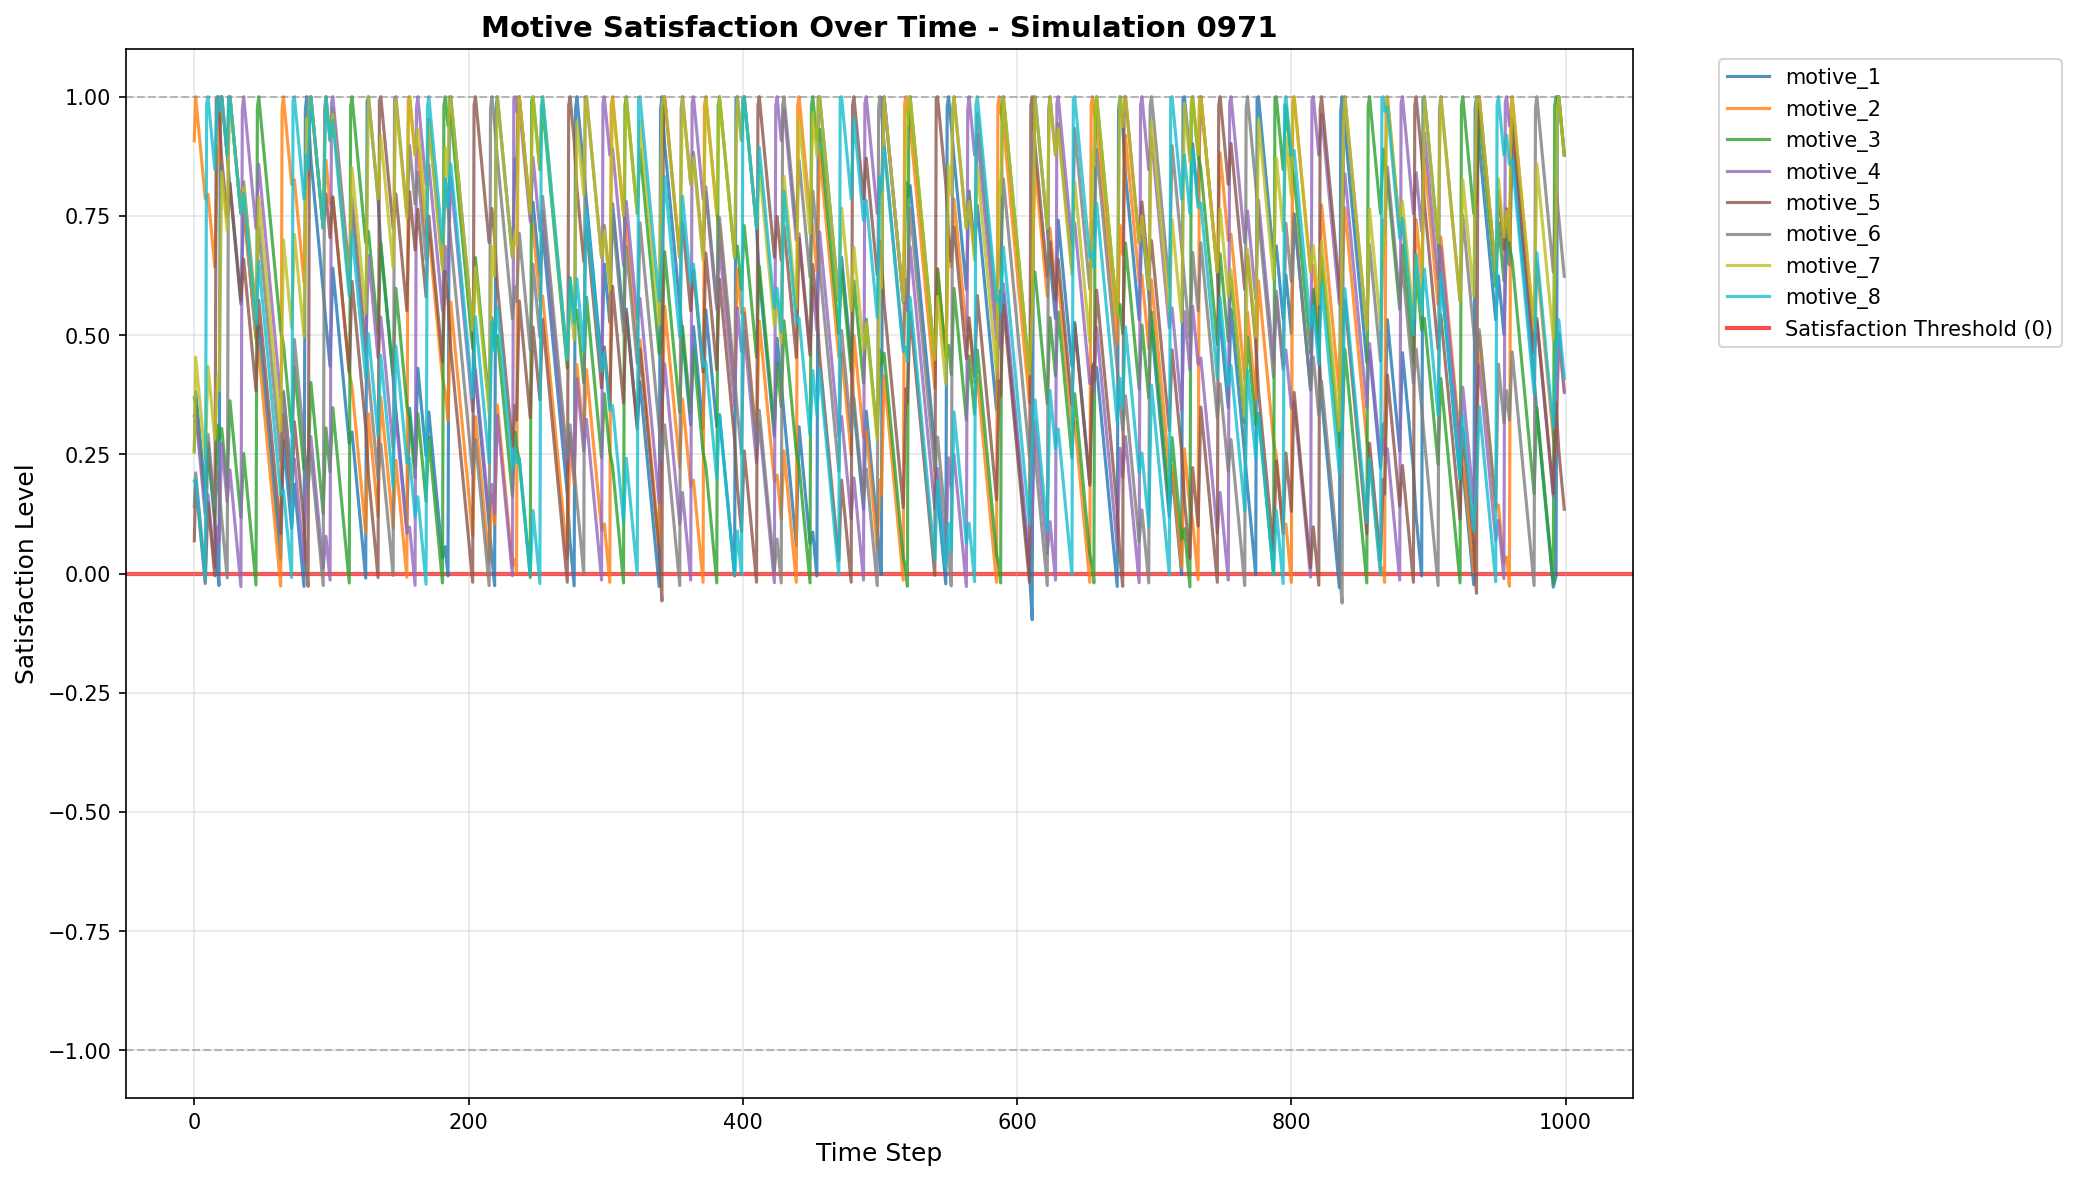 Motive Satisfaction Over Time - Simulation 0971
Satisfaction Level
1.00
0.75
0.50
0.25
0.00
−0.25
−0.50
−0.75
−1.00
0
200
400
600
800
1000
Time Step
motive_1
motive_2
motive_3
motive_4
motive_5
motive_6
motive_7
motive_8
Satisfaction Threshold (0)